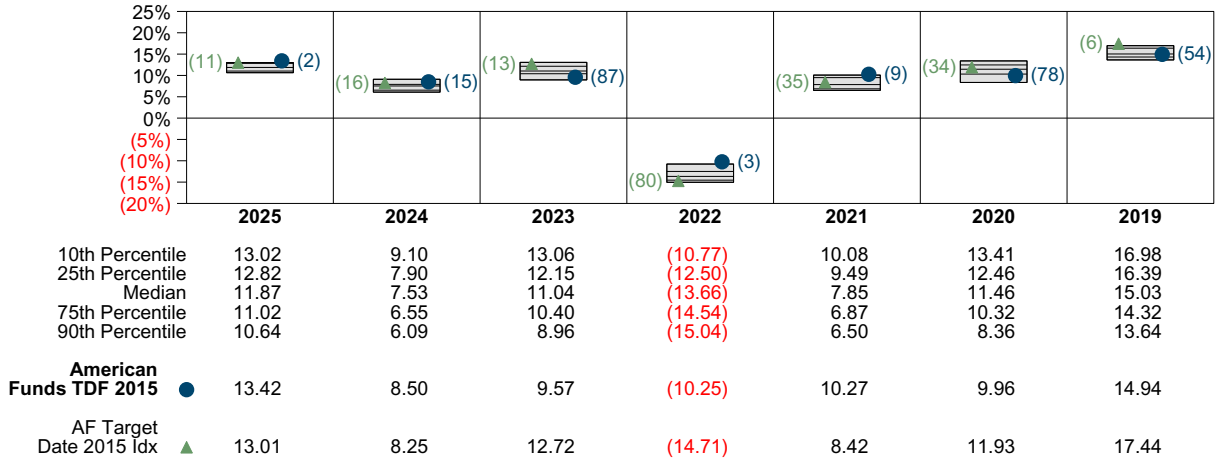 25%
20%
15%
10%
5%
0%
(5%)
(10%)
(15%)
(20%)
(11) (2) (16) (15) (13) (87) (80) (3) (35) (9) (34) (78) (6) (54)
2025 2024 2023 2022 2021 2020 2019
10th Percentile 13.02 9.10 13.06 (10.77) 10.08 13.41 16.98
25th Percentile 12.82 7.90 12.15 (12.50) 9.49 12.46 16.39
Median 11.87 7.53 11.04 (13.66) 7.85 11.46 15.03
75th Percentile 11.02 6.55 10.40 (14.54) 6.87 10.32 14.32
90th Percentile 10.64 6.09 8.96 (15.04) 6.50 8.36 13.64
American
Funds TDF 2015 13.42 8.50 9.57 (10.25) 10.27 9.96 14.94
AF Target
Date 2015 Idx 13.01 8.25 12.72 (14.71) 8.42 11.93 17.44